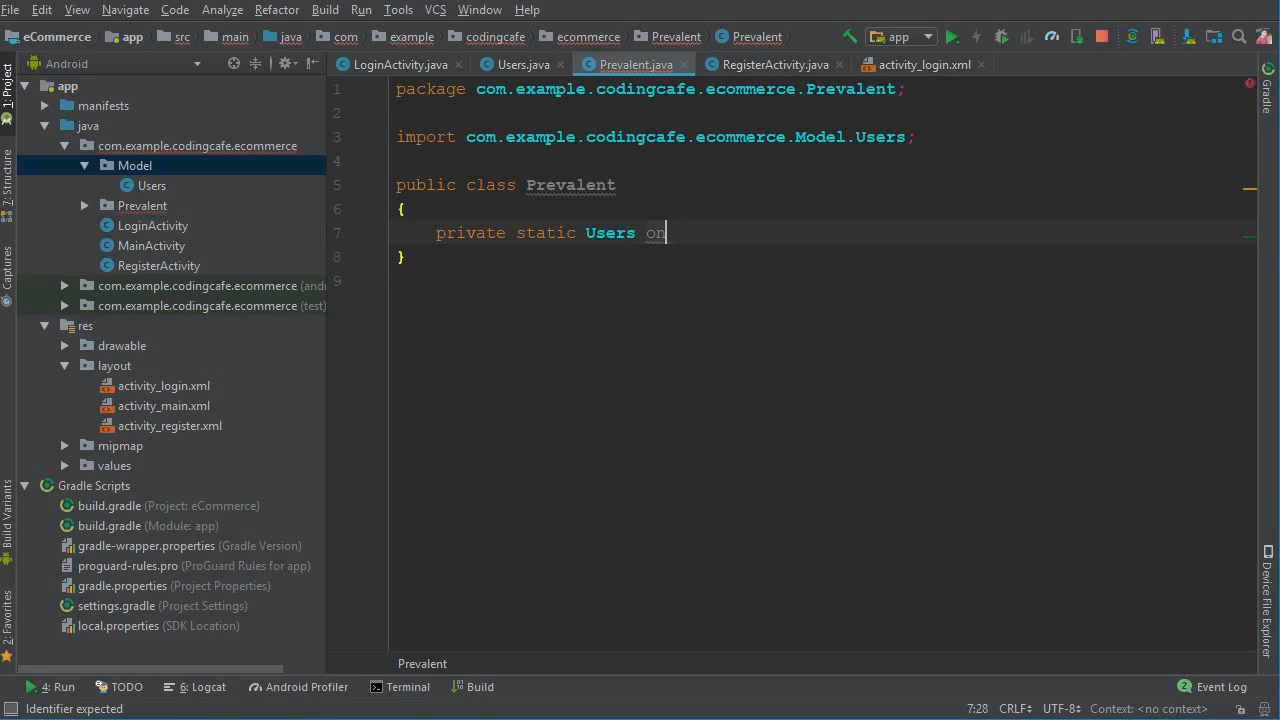 File Edit View Navigate Code Analyze Refactor Build Run Tools VCS Window Help
eCommerce app src main java com example codingcafe ecommerce Prevalent Prevalent app
Android
LoginActivity.java Users.java Prevalent.java RegisterActivity.java activity_login.xml
1: Project
7: Structure
Captures
Build Variants
2: Favorites
app
manifests
java
com.example.codingcafe.ecommerce
Model
Users
Prevalent
LoginActivity
MainActivity
RegisterActivity
com.example.codingcafe.ecommerce (and
com.example.codingcafe.ecommerce (test)
res
drawable
layout
activity_login.xml
activity_main.xml
activity_register.xml
mipmap
values
Gradle Scripts
build.gradle (Project: eCommerce)
build.gradle (Module: app)
gradle-wrapper.properties (Gradle Version)
proguard-rules.pro (ProGuard Rules for app)
gradle.properties (Project Properties)
settings.gradle (Project Settings)
local.properties (SDK Location)
1 package com.example.codingcafe.ecommerce.Prevalent;
2
3 import com.example.codingcafe.ecommerce.Model.Users;
4
5 public class Prevalent
6 {
7 private static Users on
8 }
9
Gradle
Device File Explorer
Prevalent
4: Run TODO 6: Logcat Android Profiler Terminal Build 2 Event Log
Identifier expected 7:28 CRLF UTF-8 Context: <no context>